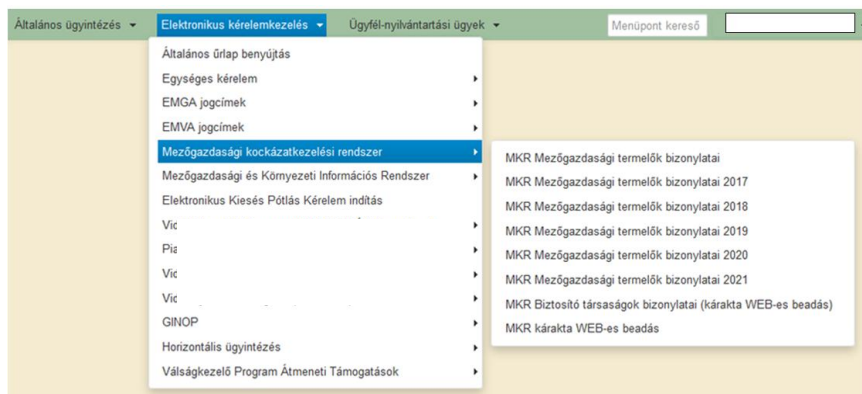 Általános ügyintézés Elektronikus kérelemkezelés Ügyfél-nyilvántartási ügyek Menüpont kereső
Általános űrlap benyújtás
Egységes kérelem
EMGA jogcímek
EMVA jogcímek
Mezőgazdasági kockázatkezelési rendszer
Mezőgazdasági és Környezeti Információs Rendszer
Elektronikus Kiesés Pótlás Kérelem indítás
GINOP
Horizontális ügyintézés
Válságkezelő Program Átmeneti Támogatások
MKR Mezőgazdasági termelők bizonylatai
MKR Mezőgazdasági termelők bizonylatai 2017
MKR Mezőgazdasági termelők bizonylatai 2018
MKR Mezőgazdasági termelők bizonylatai 2019
MKR Mezőgazdasági termelők bizonylatai 2020
MKR Mezőgazdasági termelők bizonylatai 2021
MKR Biztosító társaságok bizonylatai (kárakta WEB-es beadás)
MKR kárakta WEB-es beadás